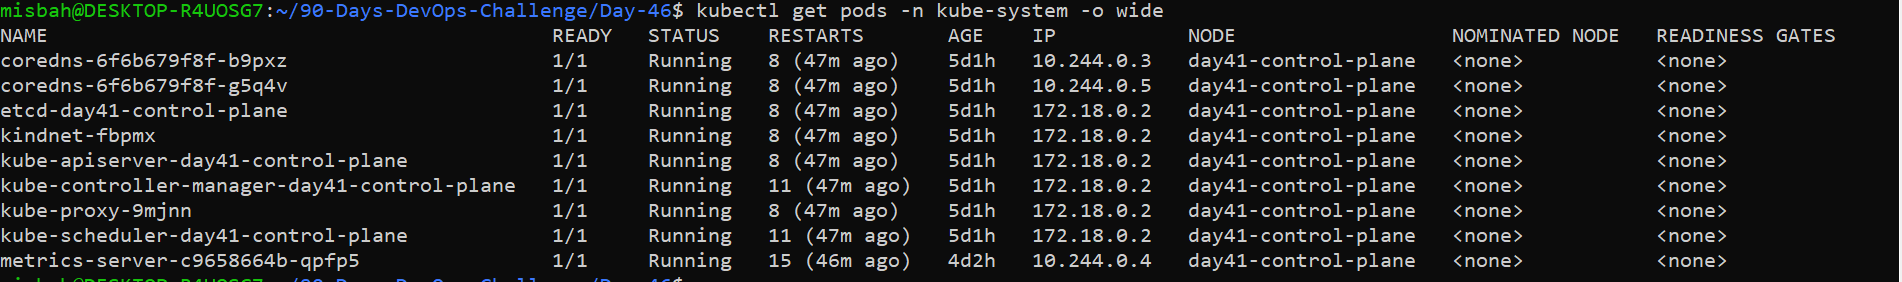 misbah@DESKTOP-R4UOSG7:~/90-Days-DevOps-Challenge/Day-46$ kubectl get pods -n kube-system -o wide
NAME READY STATUS RESTARTS AGE IP NODE NOMINATED NODE READINESS GATES
coredns-6f6b679f8f-b9pxz 1/1 Running 8 (47m ago) 5d1h 10.244.0.3 day41-control-plane <none> <none>
coredns-6f6b679f8f-g5q4v 1/1 Running 8 (47m ago) 5d1h 10.244.0.5 day41-control-plane <none> <none>
etcd-day41-control-plane 1/1 Running 8 (47m ago) 5d1h 172.18.0.2 day41-control-plane <none> <none>
kindnet-fbpmx 1/1 Running 8 (47m ago) 5d1h 172.18.0.2 day41-control-plane <none> <none>
kube-apiserver-day41-control-plane 1/1 Running 8 (47m ago) 5d1h 172.18.0.2 day41-control-plane <none> <none>
kube-controller-manager-day41-control-plane 1/1 Running 11 (47m ago) 5d1h 172.18.0.2 day41-control-plane <none> <none>
kube-proxy-9mjnn 1/1 Running 8 (47m ago) 5d1h 172.18.0.2 day41-control-plane <none> <none>
kube-scheduler-day41-control-plane 1/1 Running 11 (47m ago) 5d1h 172.18.0.2 day41-control-plane <none> <none>
metrics-server-c9658664b-qpfp5 1/1 Running 15 (46m ago) 4d2h 10.244.0.4 day41-control-plane <none> <none>
misbah@DESKTOP-R4UOSG7:~/90-Days-DevOps-Challenge/Day-46$